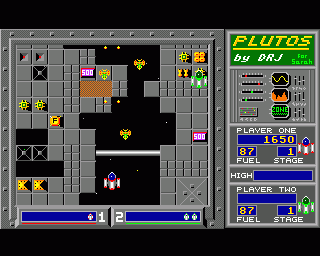 PLUTOS
by DRJ
for
Sarah
500
500
P
ZOND
PLAYER ONE
1650
87 1
FUEL STAGE
HIGH
PLAYER TWO
87 1
FUEL STAGE
1 2